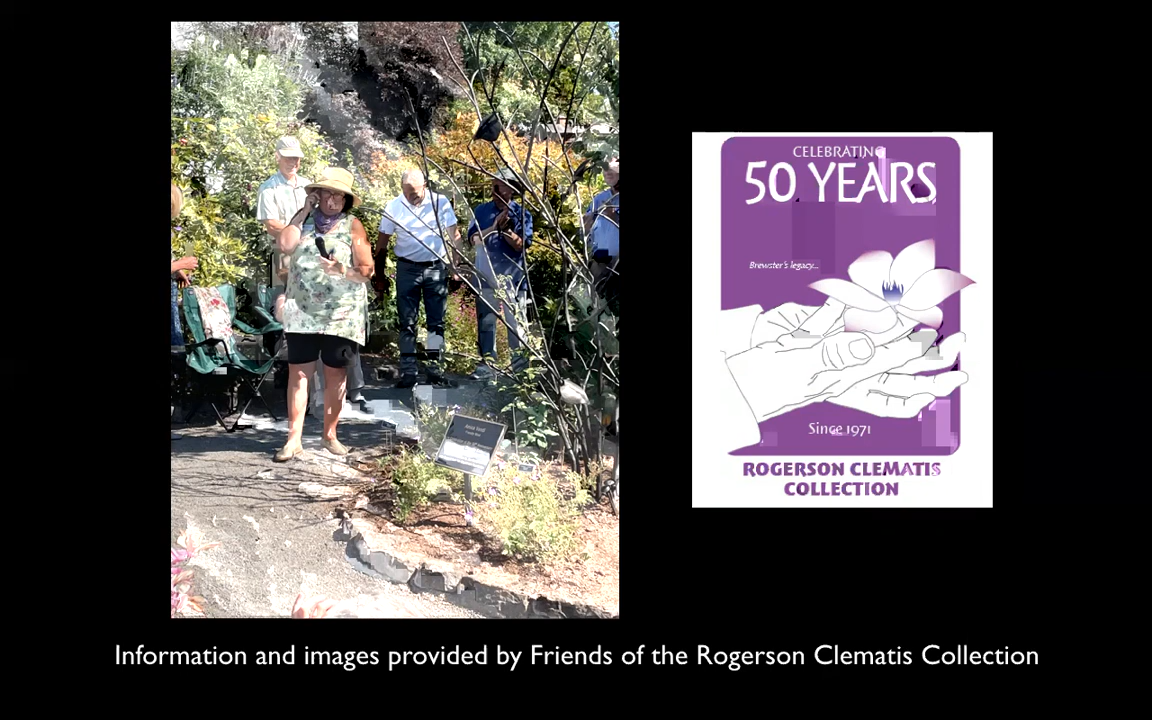 CELEBRATING
50 YEARS
Brewster's legacy...
Since 1971
ROGERSON CLEMATIS
COLLECTION
Information and images provided by Friends of the Rogerson Clematis Collection